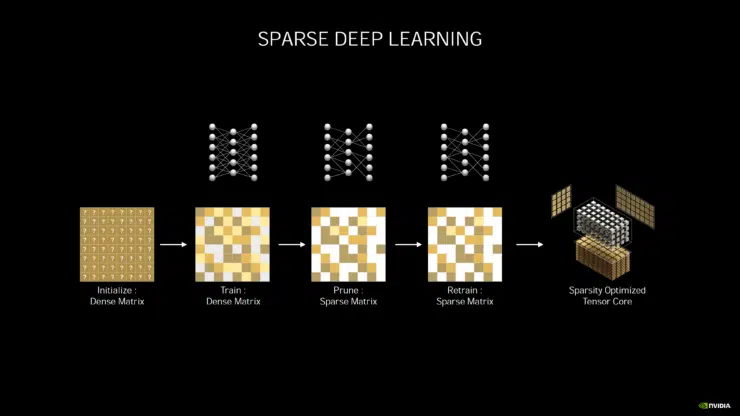 SPARSE DEEP LEARNING
Initialize :
Dense Matrix
Train :
Dense Matrix
Prune :
Sparse Matrix
Retrain :
Sparse Matrix
Sparsity Optimized
Tensor Core
NVIDIA